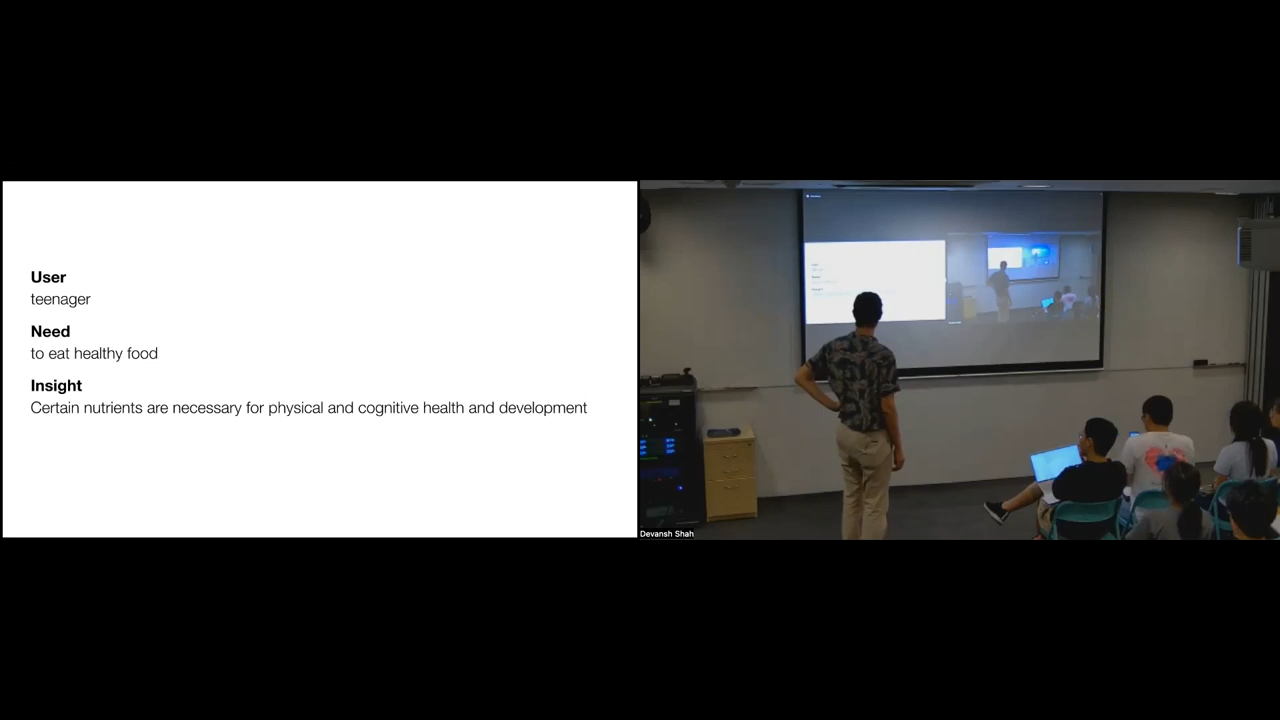 User
teenager
Need
to eat healthy food
Insight
Certain nutrients are necessary for physical and cognitive health and development
Devansh Shah